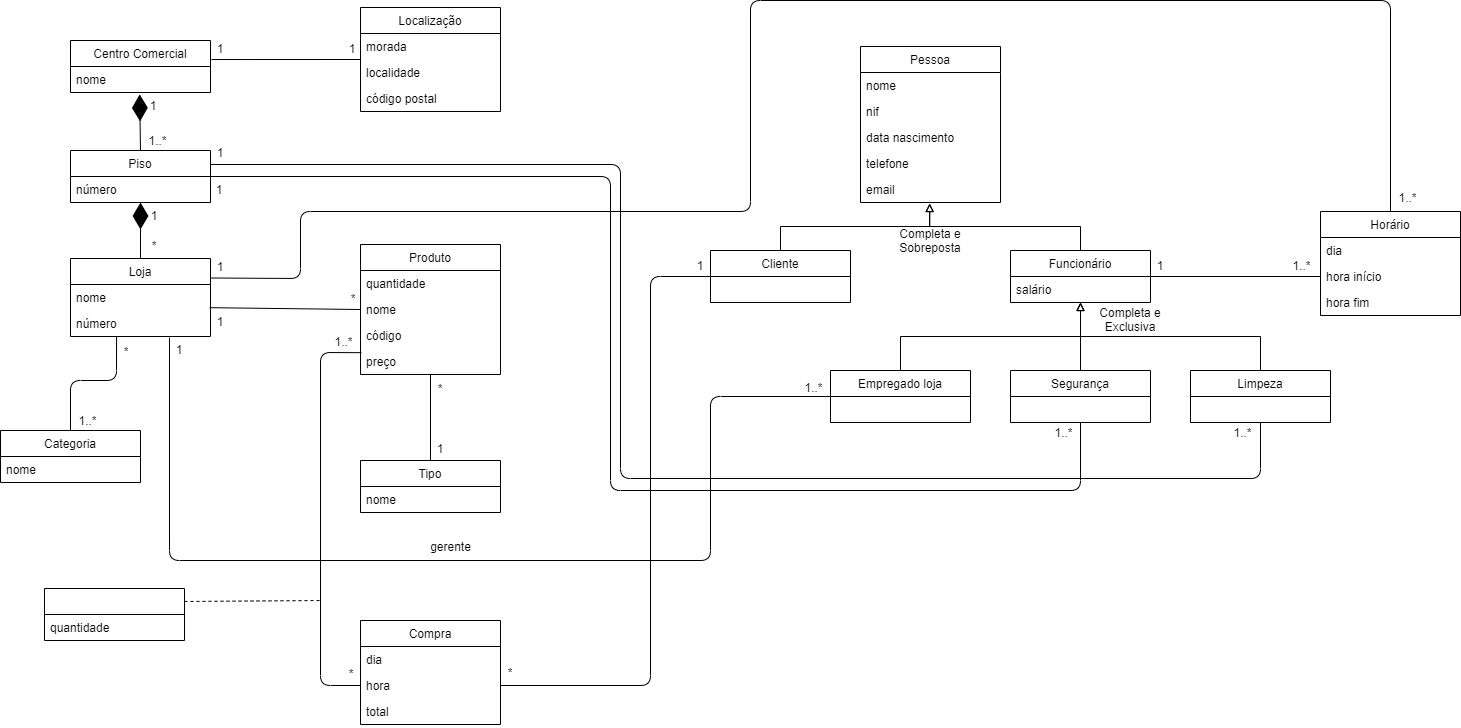 Centro Comercial
nome
1
1
Localização
morada
localidade
código postal
1
1..*
Piso
número
1
1
1
*
Loja
nome
número
1
1
*
1
*
1..*
Categoria
nome
Produto
quantidade
nome
código
preço
1..*
*
1
Tipo
nome
gerente
quantidade
Compra
dia
hora
total
*
*
Pessoa
nome
nif
data nascimento
telefone
email
Completa e
Sobreposta
1
Cliente
Funcionário
salário
1
1..*
1..*
Horário
dia
hora início
hora fim
Completa e
Exclusiva
1..*
Empregado loja
Segurança
1..*
Limpeza
1..*